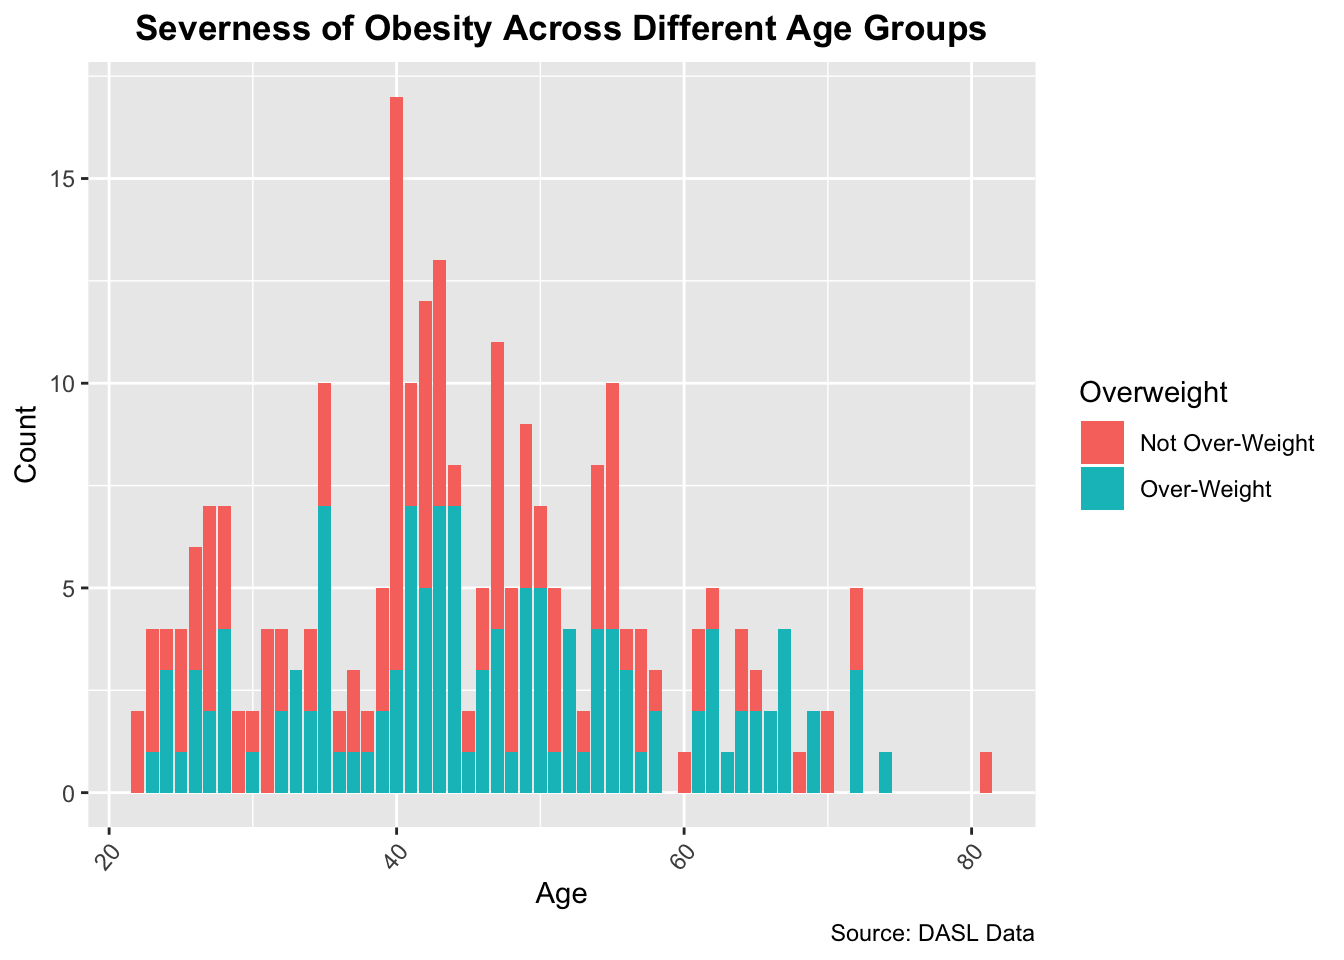 Severness of Obesity Across Different Age Groups
15
10
5
0
Count
20
40
60
80
Age
Overweight
Not Over-Weight
Over-Weight
Source: DASL Data